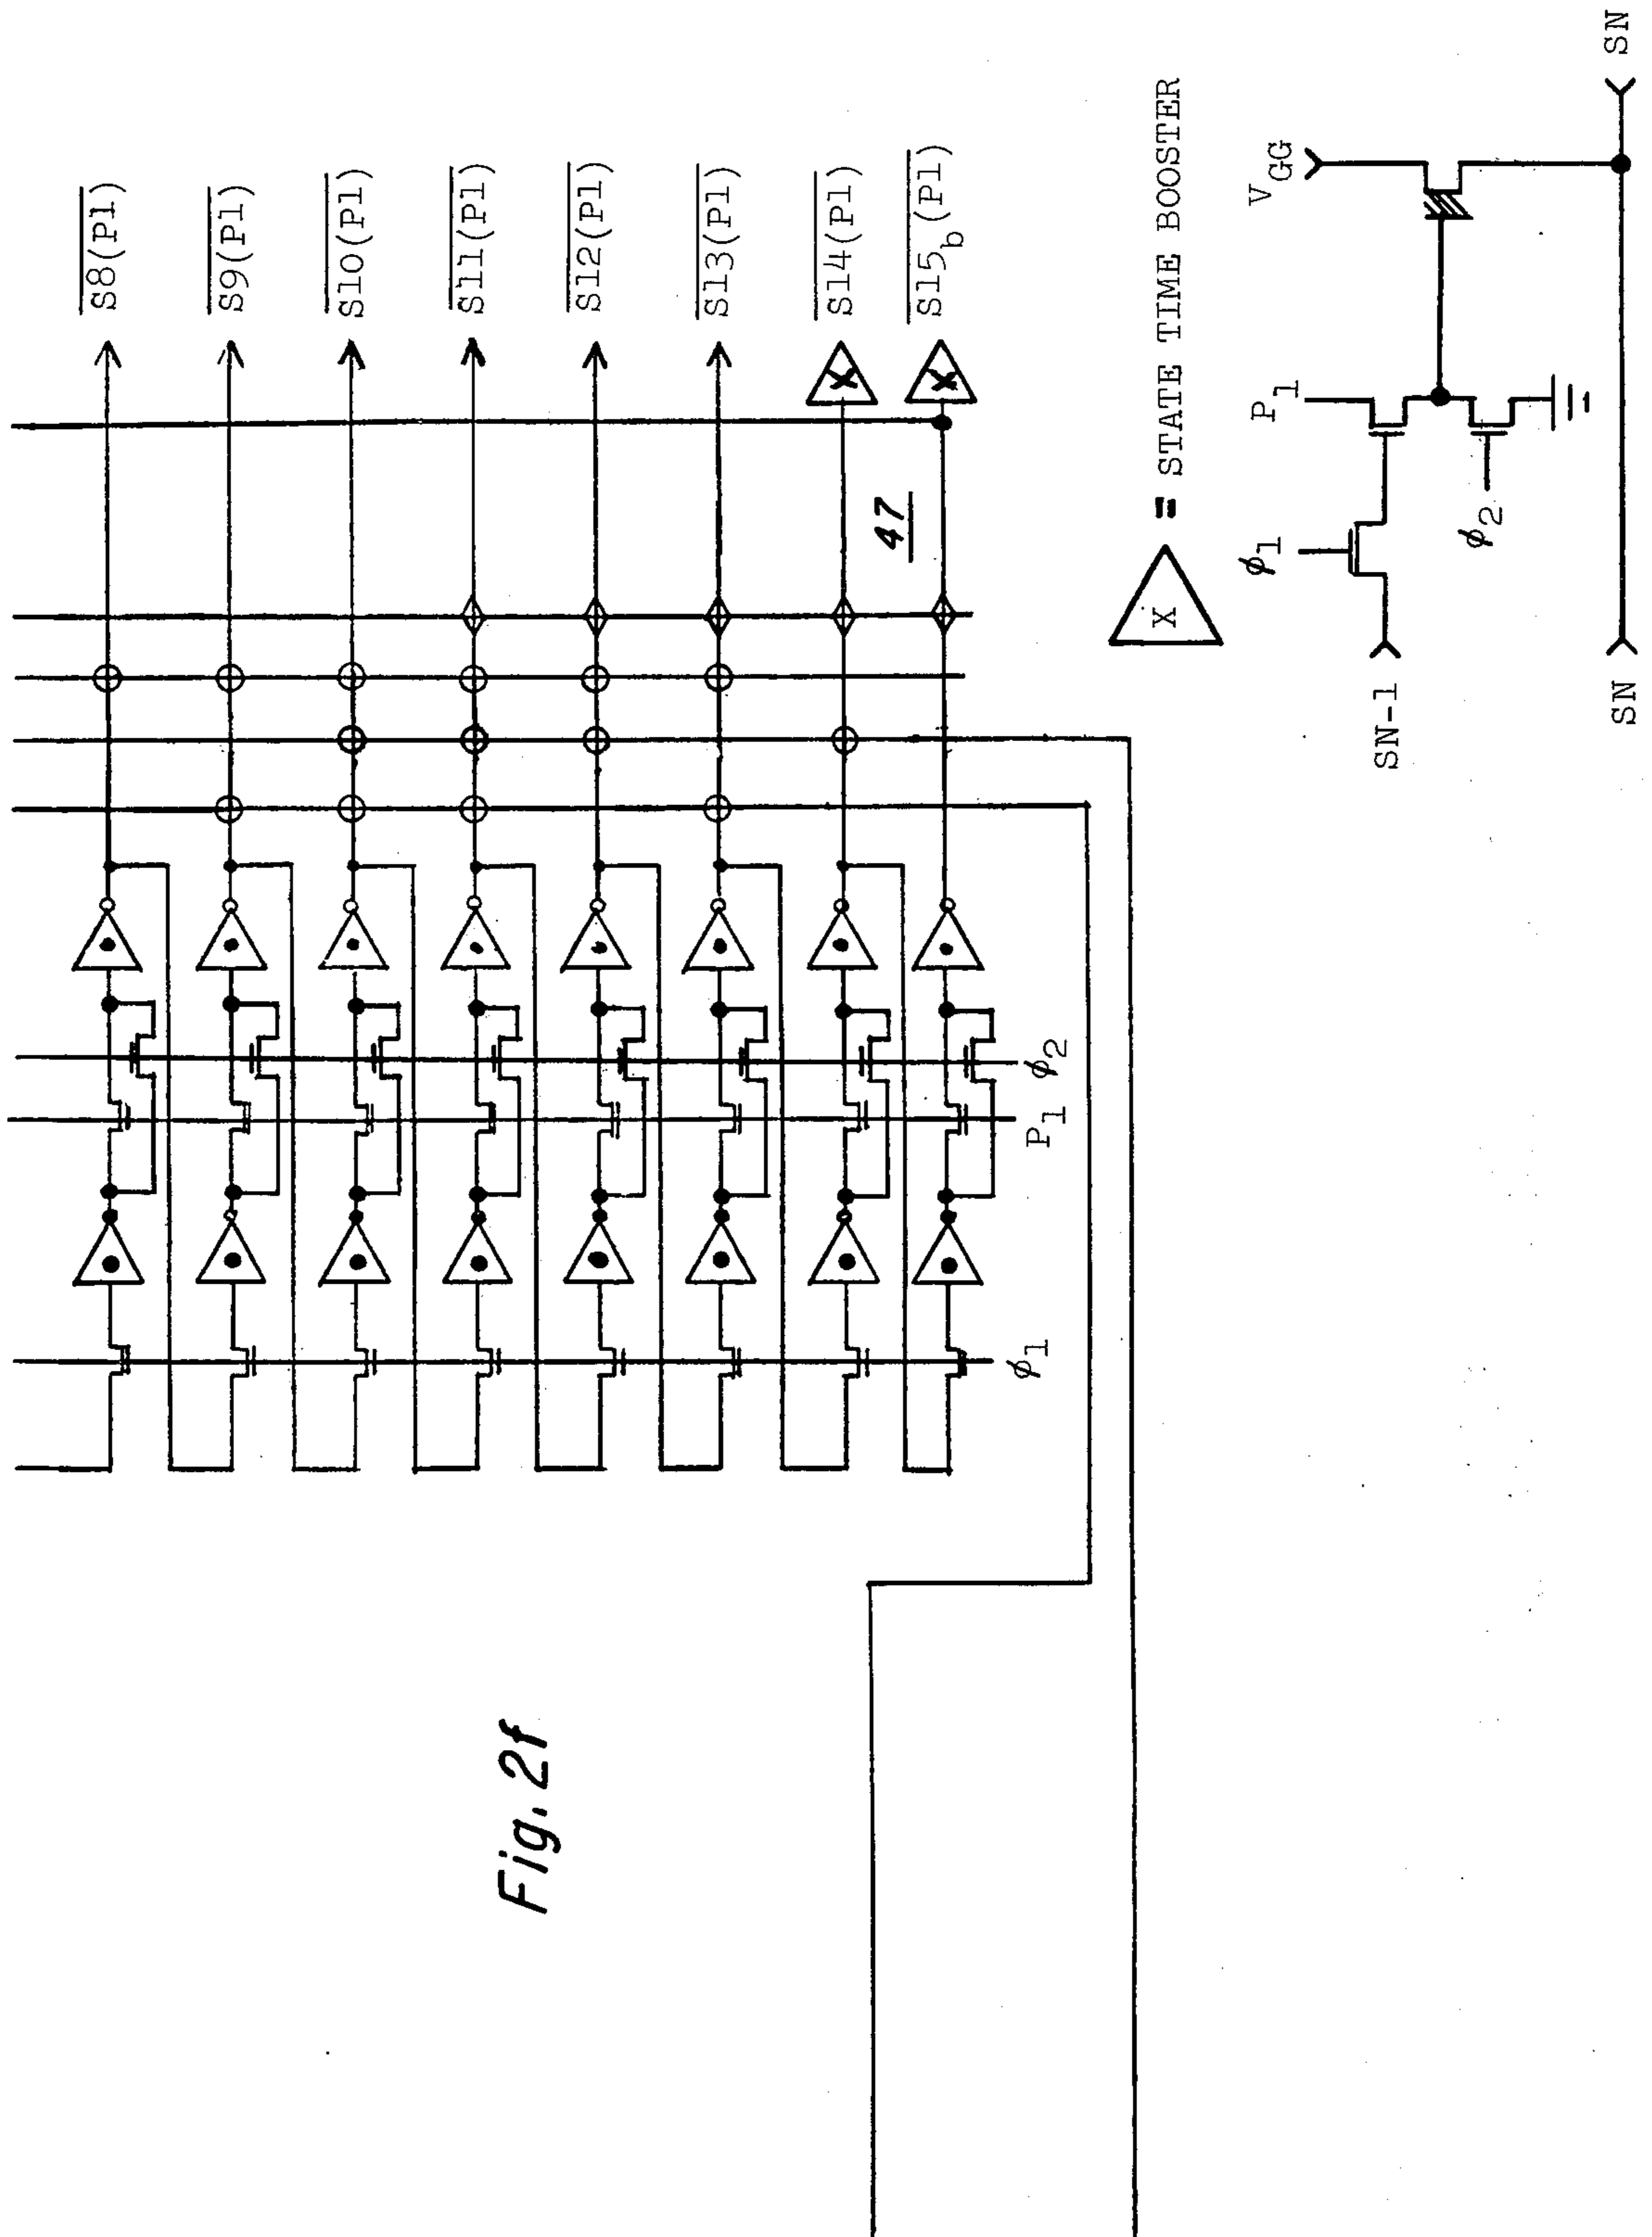 S8(P1)
S9(P1)
S10(P1)
S11(P1)
S12(P1)
S13(P1)
S14(P1)
S15b(P1)
47
ϕ2
P1
ϕ1
X
X
X = STATE TIME BOOSTER
VGG
P1
ϕ1
ϕ2
SN-1
SN
SN
Fig. 2f